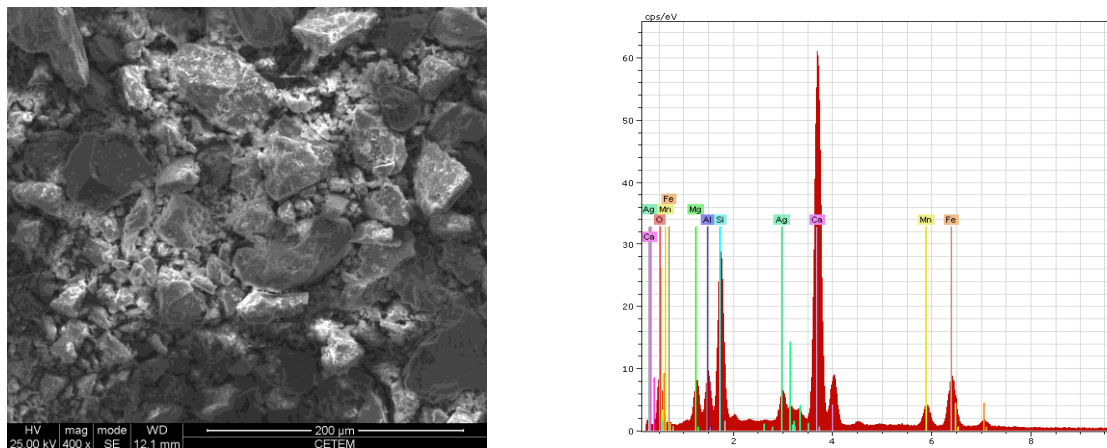 HV mag mode WD 200 µm
25.00 kV 400 x SE 12.1 mm CETEM
cps/eV
60
50
40
30
20
10
0
Fe
Ag Mn Mg
O Al Si Ag Ca Mn Fe
Ca
2 4 6 8